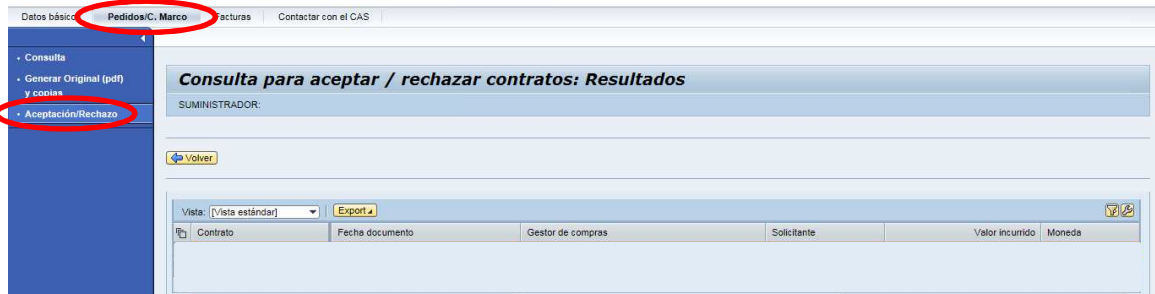 Datos básico Pedidos/C. Marco Facturas Contactar con el CAS
Consulta
Generar Original (pdf)
y copias
Aceptación/Rechazo
Consulta para aceptar / rechazar contratos: Resultados
SUMINISTRADOR:
Volver
Vista: [Vista estándar] Export
Contrato Fecha documento Gestor de compras Solicitante Valor incurrido Moneda